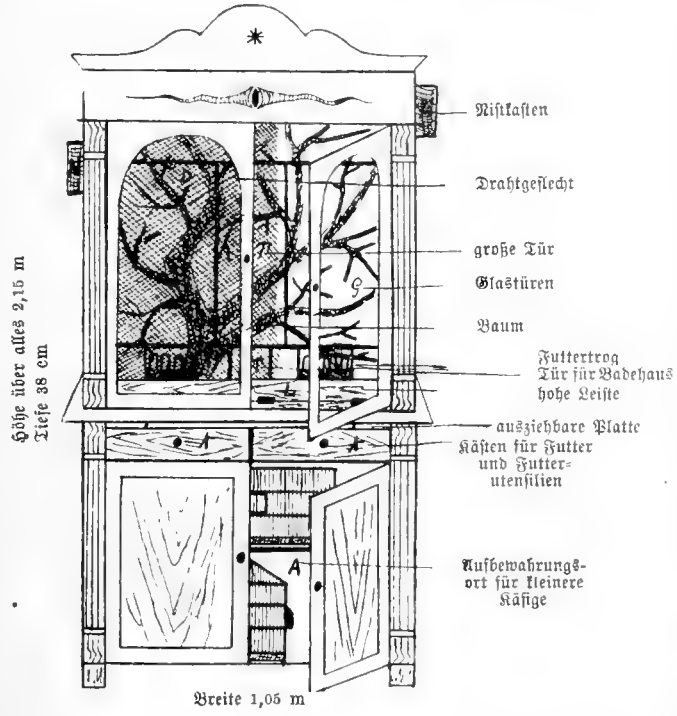 Nistkasten
Drahtgeflecht
große Tür
Glastüren
Baum
Futtertrog
Tür für Badehaus
hohe Leiste
ausziehbare Platte
Kästen für Futter
und Futter=
utensilien
Aufbewahrungs=
ort für kleinere
Käfige
Höhe über alles 2,15 m
Tiefe 38 cm
Breite 1,05 m
D
G
L
A
A
A